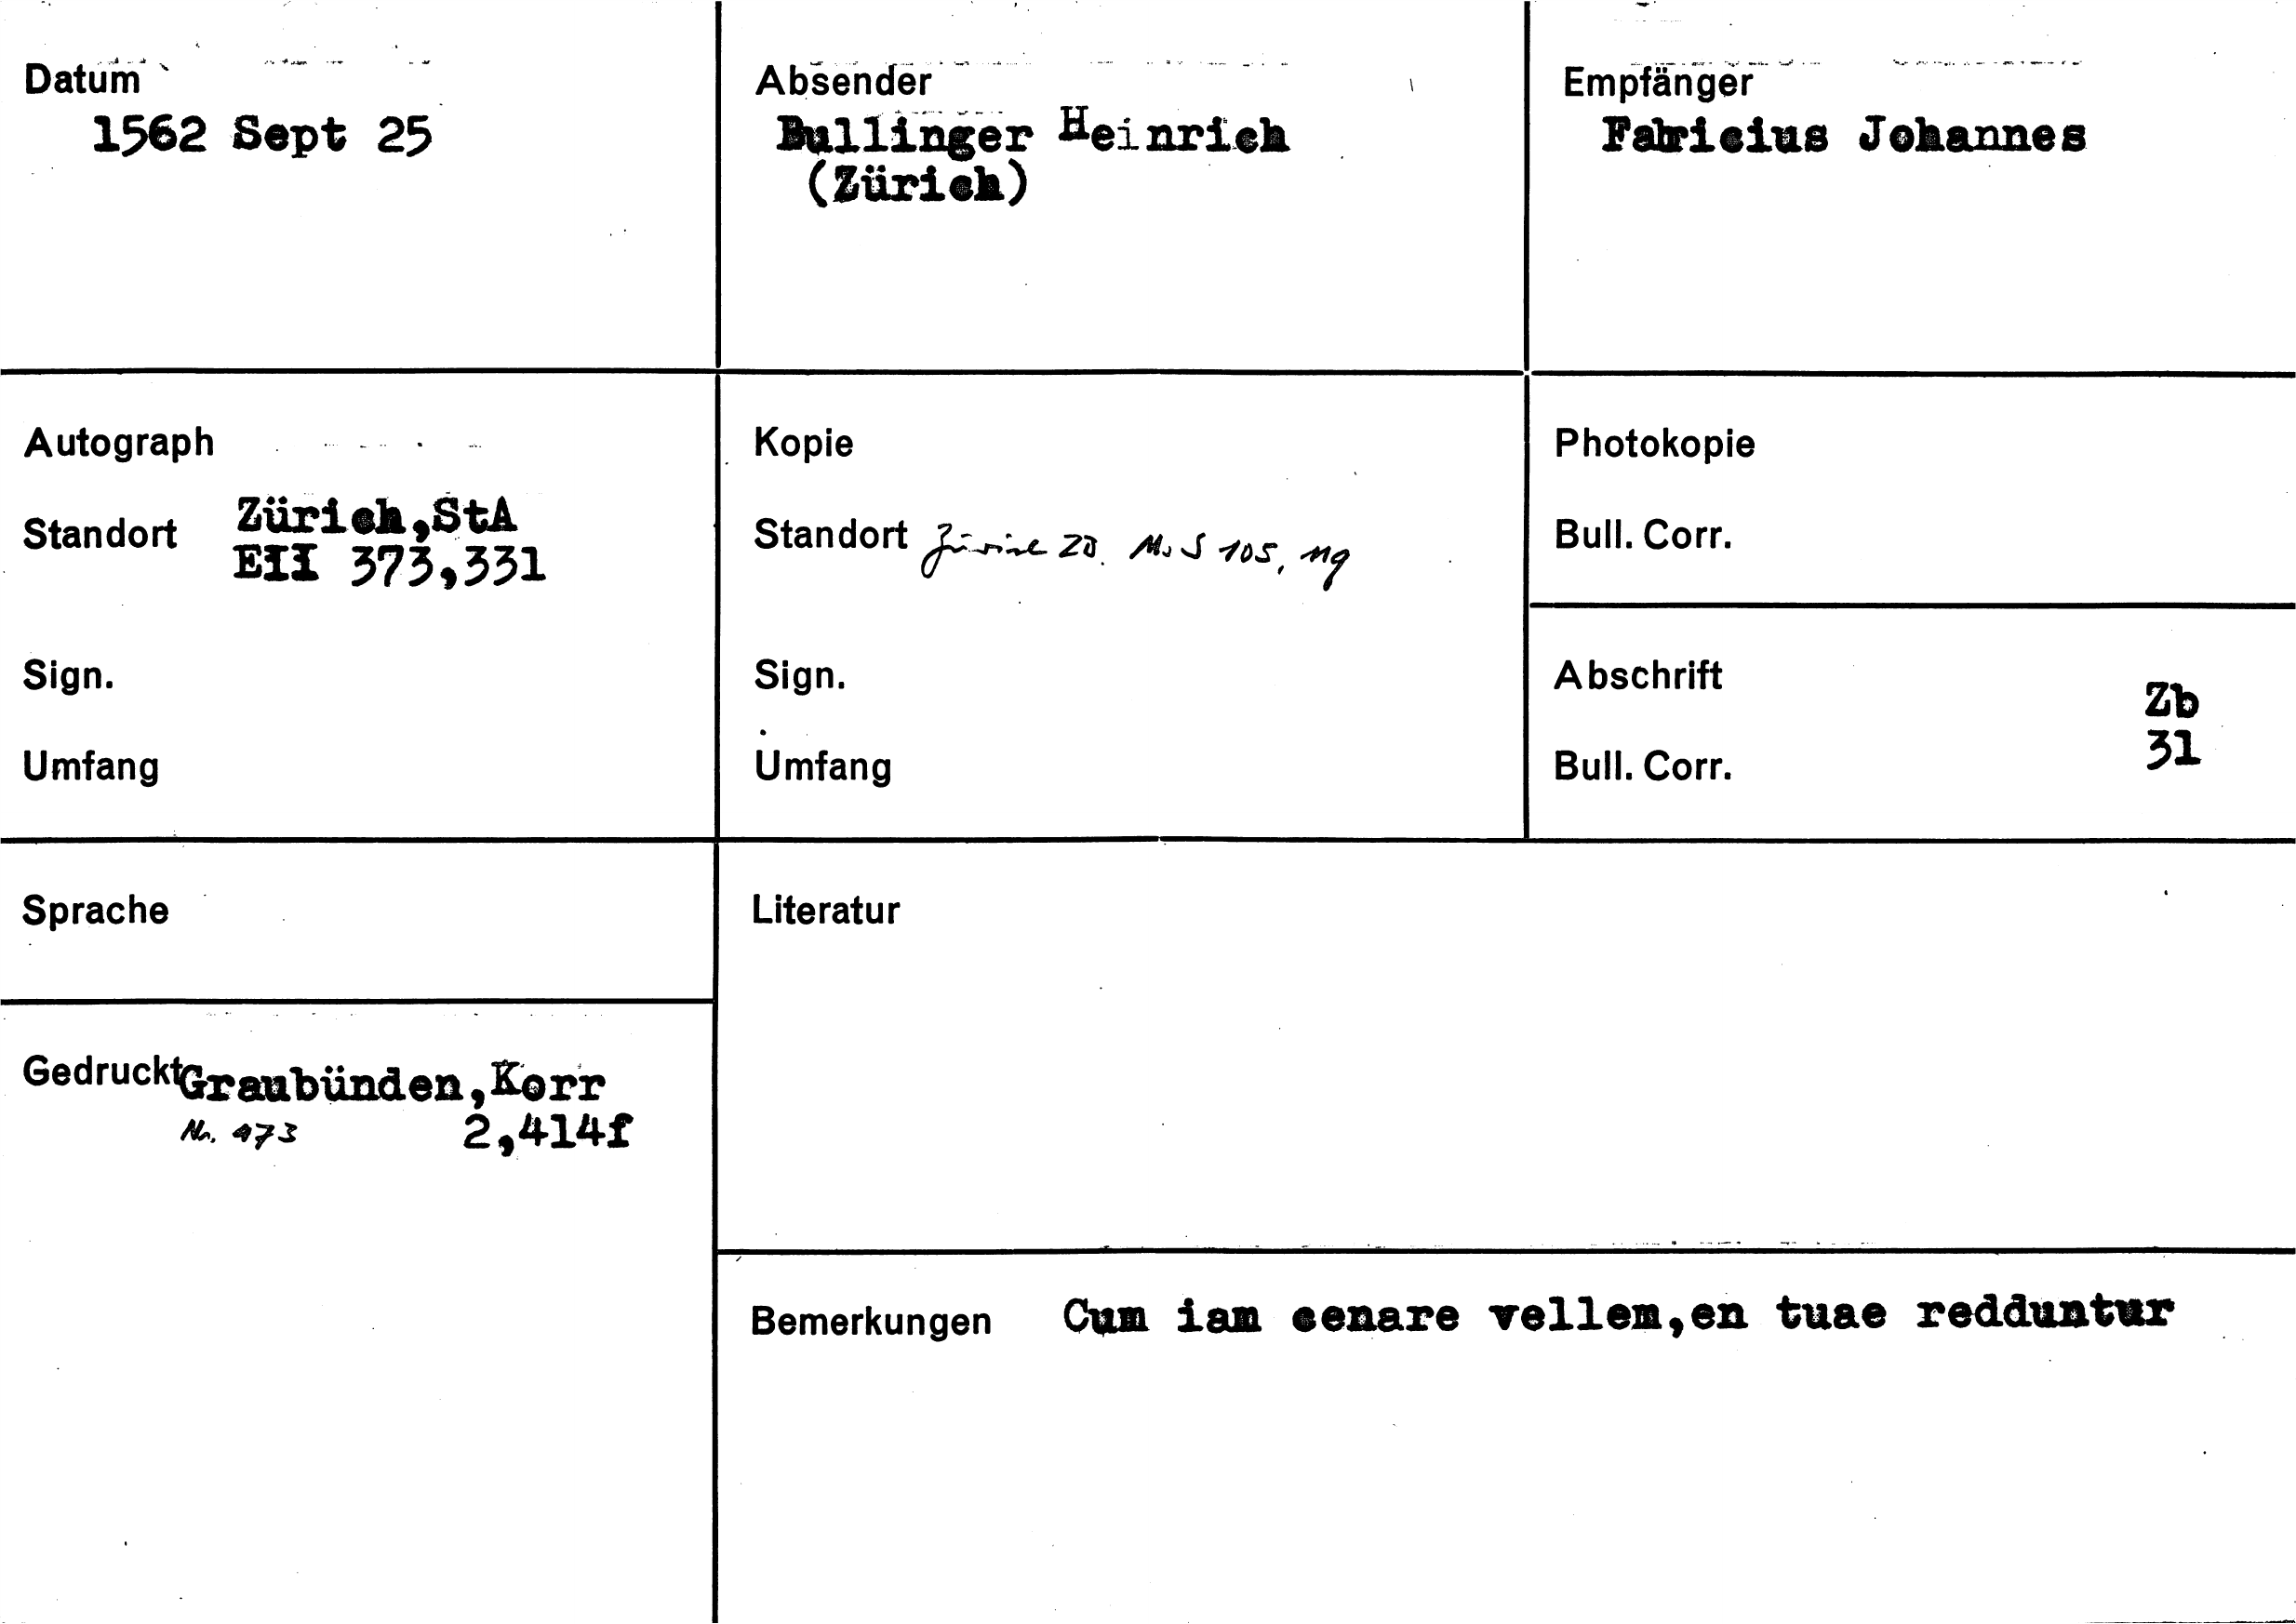 Datum
1562 Sept 25
Absender
Bullinger Heinrich
(Zürich)
Empfänger
Fabricius Johannes
Autograph
Standort Zürich,StA
EII 373,331
Sign.
Umfang
Kopie
Standort Zürich ZB. Ms S 105, 119
Sign.
Umfang
Photokopie
Bull. Corr.
Abschrift
Zb
31
Bull. Corr.
Sprache
Literatur
Gedruckt Graubünden,Korr
Nr. 473 2,414f
Bemerkungen Cum iam cenare vellem,en tuae redduntur